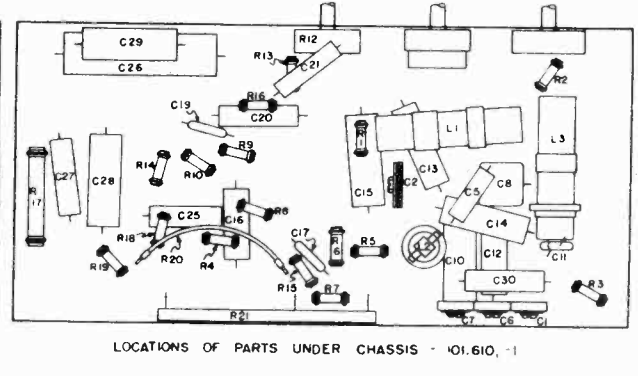 C29
C26
R12
R13
C21
R2
R16
C19
C20
L1
L3
R1
C13
C15
C2
R9
R14
R10
C27
C28
R17
C5
C8
C14
C25
C16
R8
R18
R20
R4
C17
R6
R5
R19
R15
R7
C10
C12
C11
C30
R3
R21
C7
C6
C1
LOCATIONS OF PARTS UNDER CHASSIS - 101.610, -1